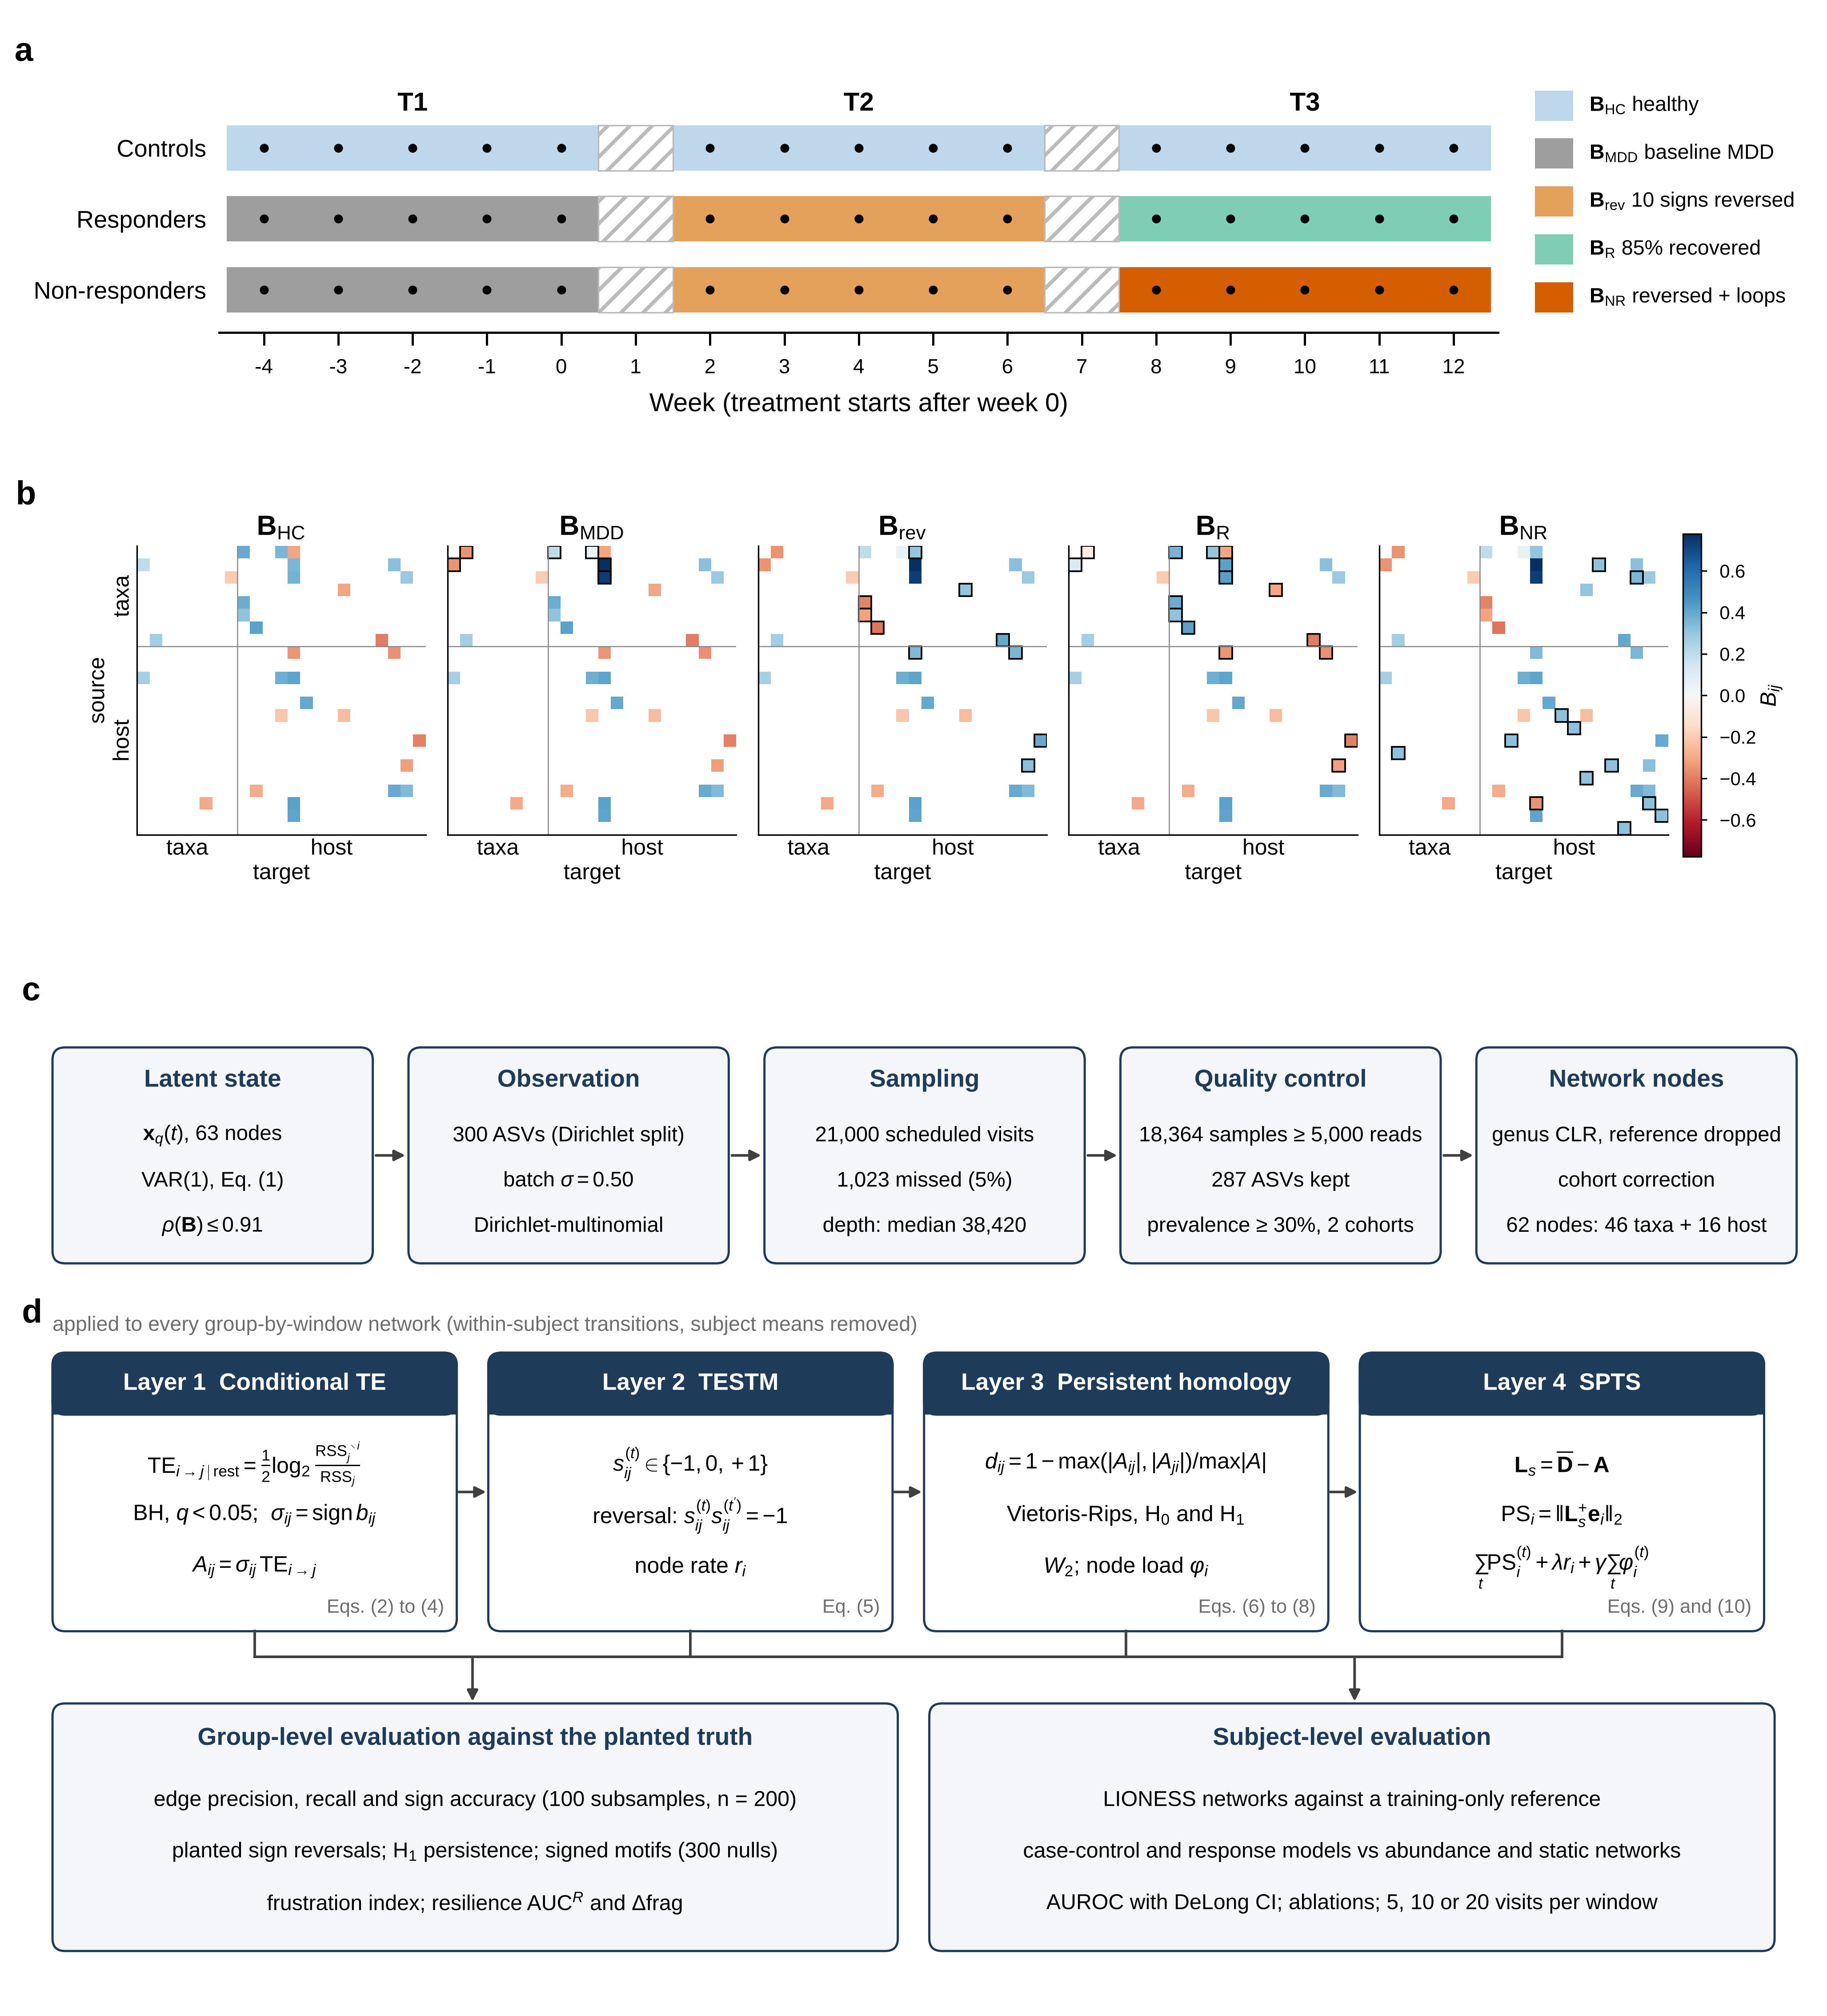 a
T1 T2 T3
Controls
Responders
Non-responders
-4 -3 -2 -1 0 1 2 3 4 5 6 7 8 9 10 11 12
Week (treatment starts after week 0)
B_HC healthy
B_MDD baseline MDD
B_rev 10 signs reversed
B_R 85% recovered
B_NR reversed + loops
b
B_HC B_MDD B_rev B_R B_NR
source
taxa
host
taxa host taxa host taxa host taxa host taxa host
target target target target target
0.6
0.4
0.2
0.0
−0.2
−0.4
−0.6
B_ij
c
Latent state
x_q(t), 63 nodes
VAR(1), Eq. (1)
ρ(B) ≤ 0.91
Observation
300 ASVs (Dirichlet split)
batch σ = 0.50
Dirichlet-multinomial
Sampling
21,000 scheduled visits
1,023 missed (5%)
depth: median 38,420
Quality control
18,364 samples ≥ 5,000 reads
287 ASVs kept
prevalence ≥ 30%, 2 cohorts
Network nodes
genus CLR, reference dropped
cohort correction
62 nodes: 46 taxa + 16 host
d
applied to every group-by-window network (within-subject transitions, subject means removed)
Layer 1 Conditional TE
TE_{i→j|rest} = 1/2 log_2 RSS_j^{\i} / RSS_j
BH, q < 0.05; σ_ij = sign b_ij
A_ij = σ_ij TE_{i→j}
Eqs. (2) to (4)
Layer 2 TESTM
s_ij^(t) ∈ {−1, 0, +1}
reversal: s_ij^(t) s_ij^(t′) = −1
node rate r_i
Eq. (5)
Layer 3 Persistent homology
d_ij = 1 − max(|A_ij|, |A_ji|)/max|A|
Vietoris-Rips, H_0 and H_1
W_2; node load φ_i
Eqs. (6) to (8)
Layer 4 SPTS
L_s = D̅ − A
PS_i = ‖L_s^+ e_i‖_2
∑_t PS_i^(t) + λr_i + γ∑_t φ_i^(t)
Eqs. (9) and (10)
Group-level evaluation against the planted truth
edge precision, recall and sign accuracy (100 subsamples, n = 200)
planted sign reversals; H_1 persistence; signed motifs (300 nulls)
frustration index; resilience AUC^R and Δfrag
Subject-level evaluation
LIONESS networks against a training-only reference
case-control and response models vs abundance and static networks
AUROC with DeLong CI; ablations; 5, 10 or 20 visits per window